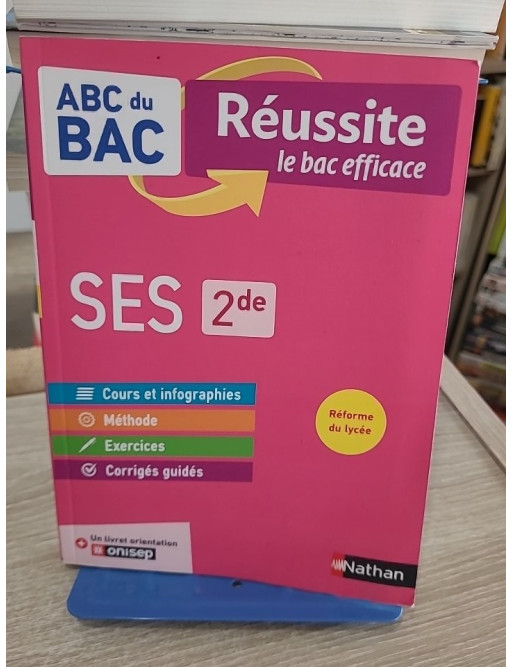 ABC du
BAC
Réussite
le bac efficace
SES 2de
Cours et infographies
Méthode
Exercices
Corrigés guidés
Réforme
du lycée
+ Un livret orientation
onisep
Nathan